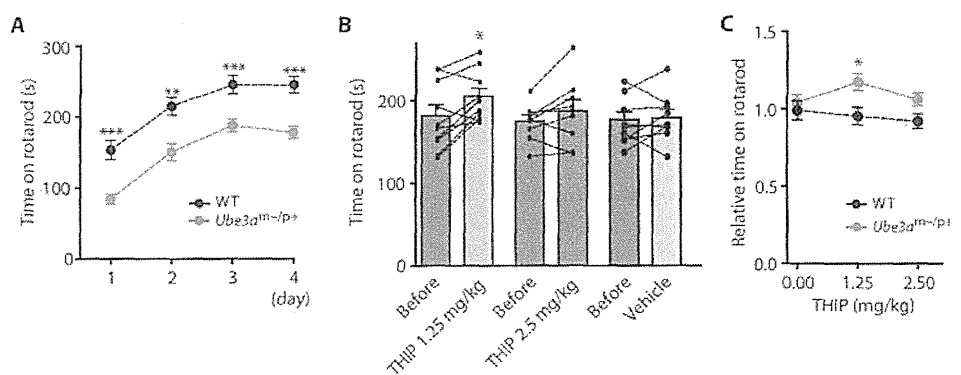 A
Time on rotarod (s)
300
200
100
0
***
**
***
***
WT
Ube3a^m−/p+
1
2
3
4
(day)
B
Time on rotarod (s)
200
100
0
*
Before
THIP 1.25 mg/kg
Before
THIP 2.5 mg/kg
Before
Vehicle
C
Relative time on rotarod
1.5
1.0
0.5
0.0
*
WT
Ube3a^m−/p+
0.00
1.25
2.50
THIP (mg/kg)